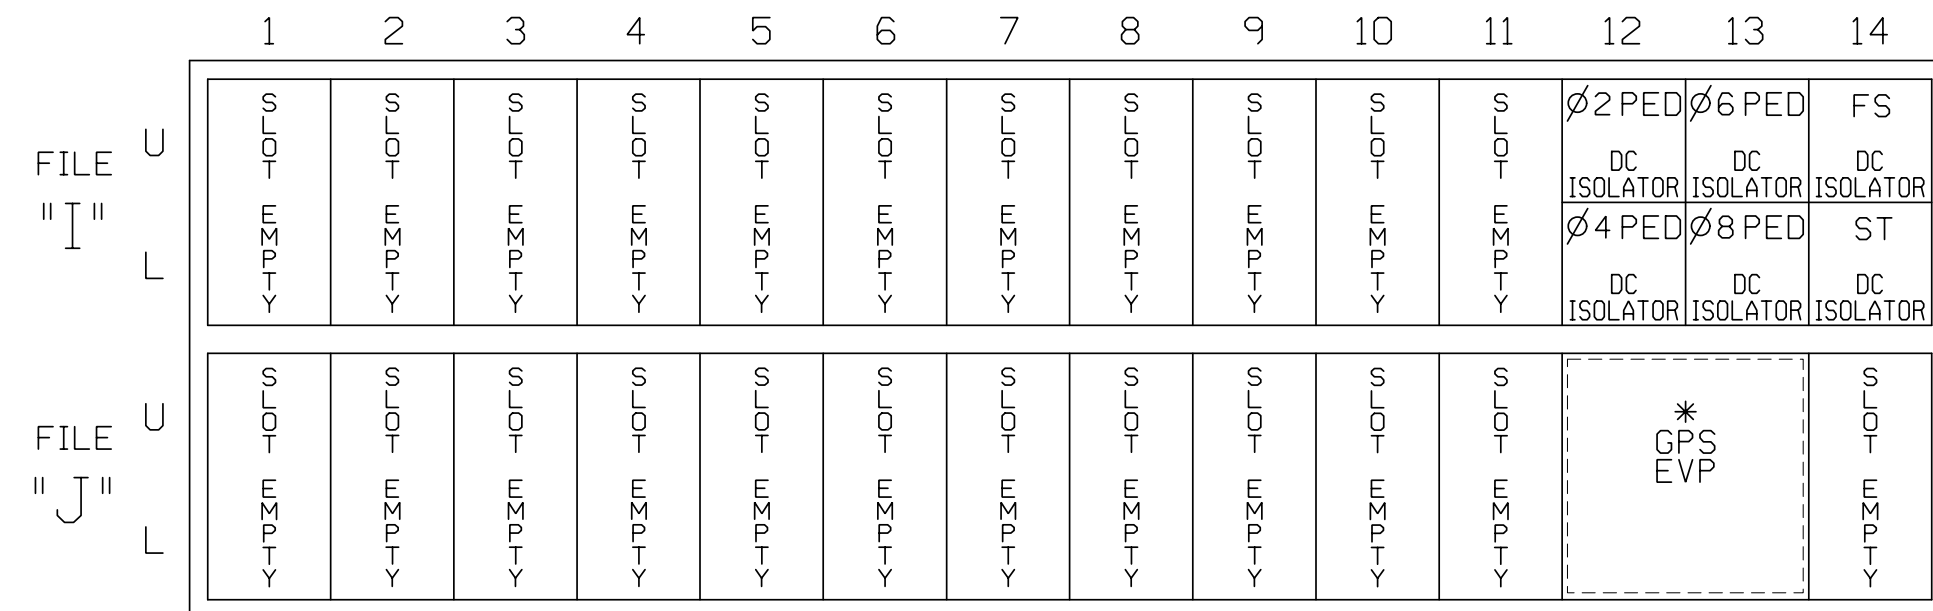 1 2 3 4 5 6 7 8 9 10 11 12 13 14
FILE "I"
U
L
SLOT EMPTY
SLOT EMPTY
SLOT EMPTY
SLOT EMPTY
SLOT EMPTY
SLOT EMPTY
SLOT EMPTY
SLOT EMPTY
SLOT EMPTY
SLOT EMPTY
SLOT EMPTY
Ø2 PED
DC
ISOLATOR
Ø6 PED
DC
ISOLATOR
FS
DC
ISOLATOR
Ø4 PED
DC
ISOLATOR
Ø8 PED
DC
ISOLATOR
ST
DC
ISOLATOR
FILE "J"
U
L
SLOT EMPTY
SLOT EMPTY
SLOT EMPTY
SLOT EMPTY
SLOT EMPTY
SLOT EMPTY
SLOT EMPTY
SLOT EMPTY
SLOT EMPTY
SLOT EMPTY
SLOT EMPTY
*
GPS
EVP
SLOT EMPTY